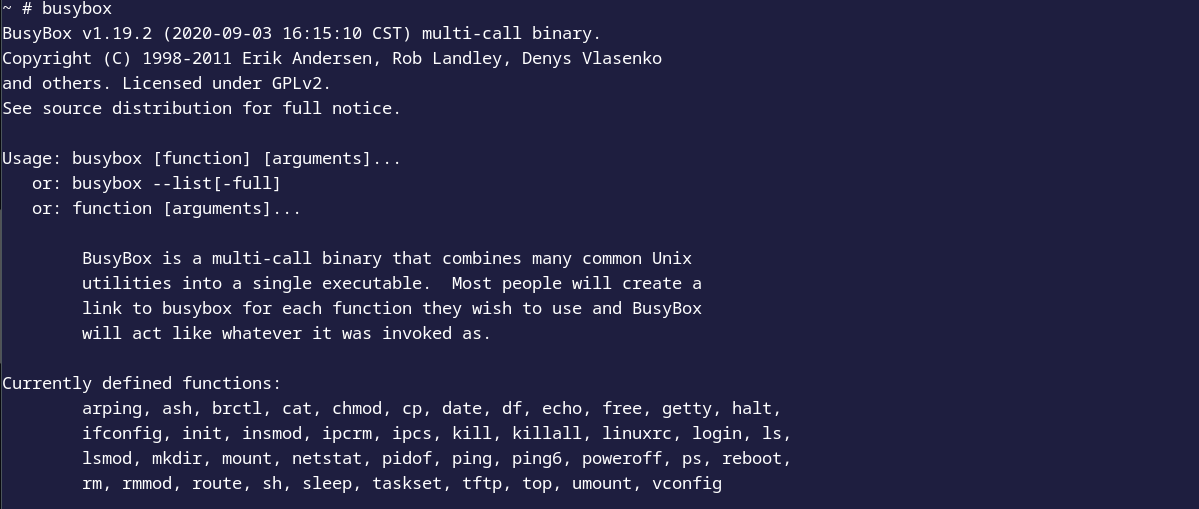 ~ # busybox
BusyBox v1.19.2 (2020-09-03 16:15:10 CST) multi-call binary.
Copyright (C) 1998-2011 Erik Andersen, Rob Landley, Denys Vlasenko
and others. Licensed under GPLv2.
See source distribution for full notice.

Usage: busybox [function] [arguments]...
   or: busybox --list[-full]
   or: function [arguments]...

        BusyBox is a multi-call binary that combines many common Unix
        utilities into a single executable.  Most people will create a
        link to busybox for each function they wish to use and BusyBox
        will act like whatever it was invoked as.

Currently defined functions:
        arping, ash, brctl, cat, chmod, cp, date, df, echo, free, getty, halt,
        ifconfig, init, insmod, ipcrm, ipcs, kill, killall, linuxrc, login, ls,
        lsmod, mkdir, mount, netstat, pidof, ping, ping6, poweroff, ps, reboot,
        rm, rmmod, route, sh, sleep, taskset, tftp, top, umount, vconfig